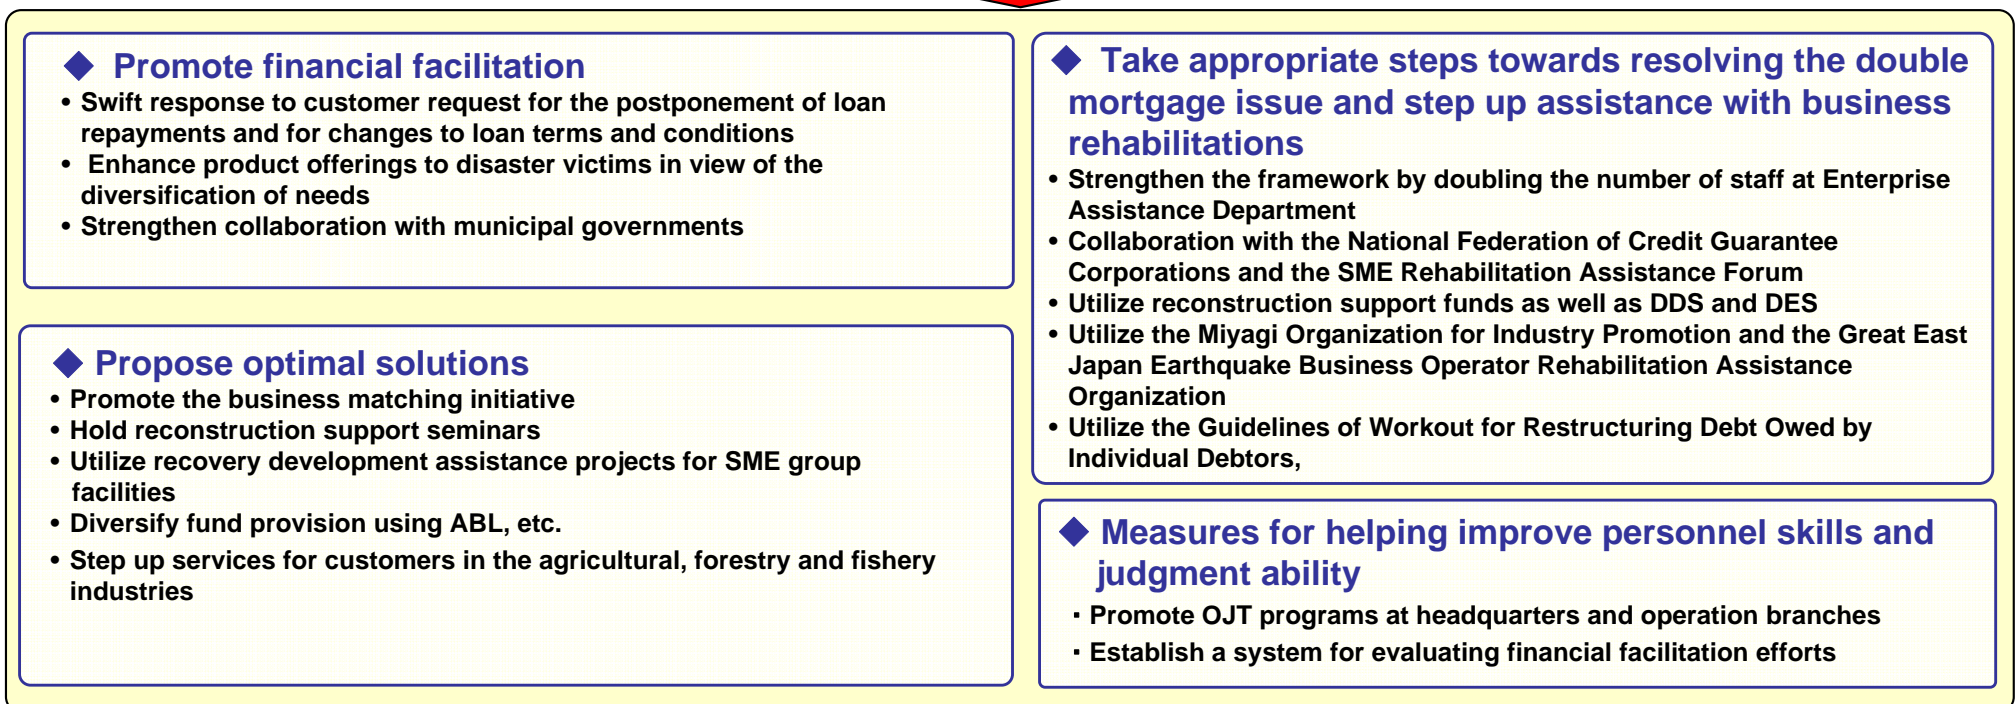 ◆ Promote financial facilitation
• Swift response to customer request for the postponement of loan
repayments and for changes to loan terms and conditions
• Enhance product offerings to disaster victims in view of the
diversification of needs
• Strengthen collaboration with municipal governments
◆ Propose optimal solutions
• Promote the business matching initiative
• Hold reconstruction support seminars
• Utilize recovery development assistance projects for SME group
facilities
• Diversify fund provision using ABL, etc.
• Step up services for customers in the agricultural, forestry and fishery
industries
◆ Take appropriate steps towards resolving the double
mortgage issue and step up assistance with business
rehabilitations
• Strengthen the framework by doubling the number of staff at Enterprise
Assistance Department
• Collaboration with the National Federation of Credit Guarantee
Corporations and the SME Rehabilitation Assistance Forum
• Utilize reconstruction support funds as well as DDS and DES
• Utilize the Miyagi Organization for Industry Promotion and the Great East
Japan Earthquake Business Operator Rehabilitation Assistance
Organization
• Utilize the Guidelines of Workout for Restructuring Debt Owed by
Individual Debtors,
◆ Measures for helping improve personnel skills and
judgment ability
・Promote OJT programs at headquarters and operation branches
・Establish a system for evaluating financial facilitation efforts